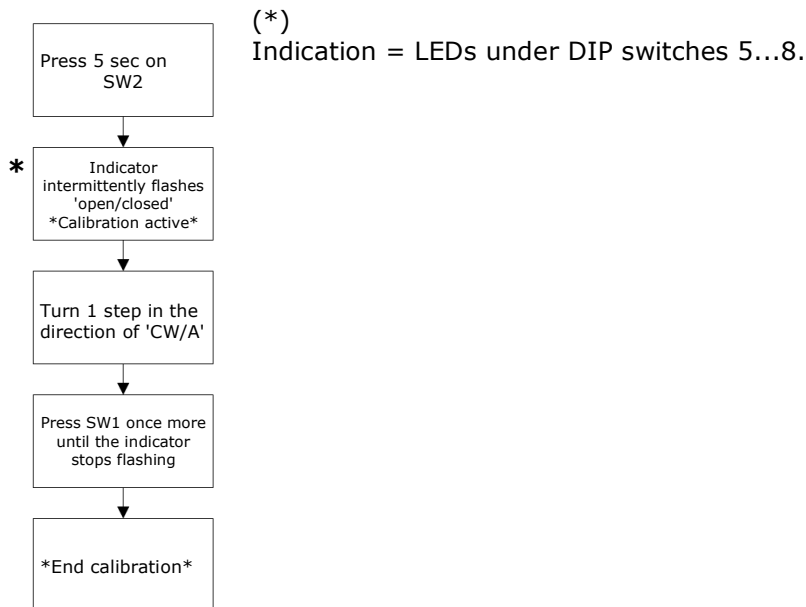 (*)
Indication = LEDs under DIP switches 5...8.
Press 5 sec on
SW2
*
Indicator
intermittently flashes
'open/closed'
*Calibration active*
Turn 1 step in the
direction of 'CW/A'
Press SW1 once more
until the indicator
stops flashing
*End calibration*